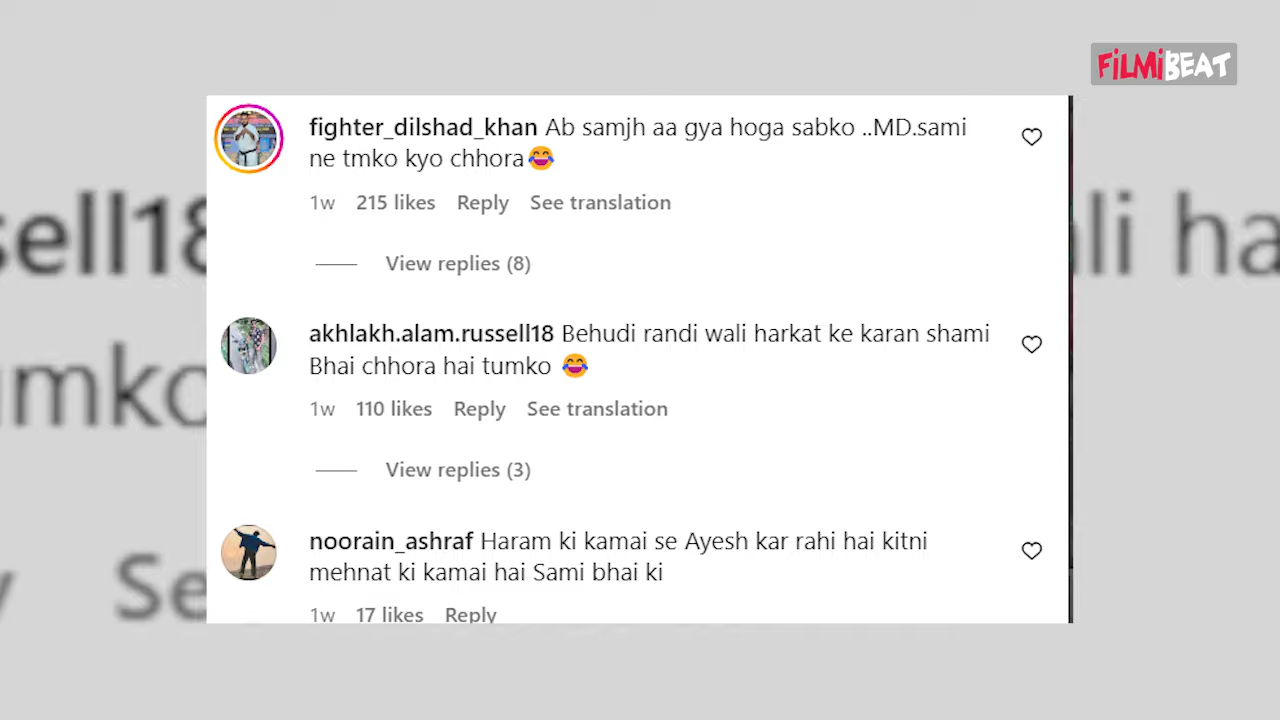 FILMIBEAT
fighter_dilshad_khan Ab samjh aa gya hoga sabko ..MD.sami
ne tmko kyo chhora😂
1w 215 likes Reply See translation
View replies (8)
akhlakh.alam.russell18 Behudi randi wali harkat ke karan shami
Bhai chhora hai tumko 😂
1w 110 likes Reply See translation
View replies (3)
noorain_ashraf Haram ki kamai se Ayesh kar rahi hai kitni
mehnat ki kamai hai Sami bhai ki
1w 17 likes Reply